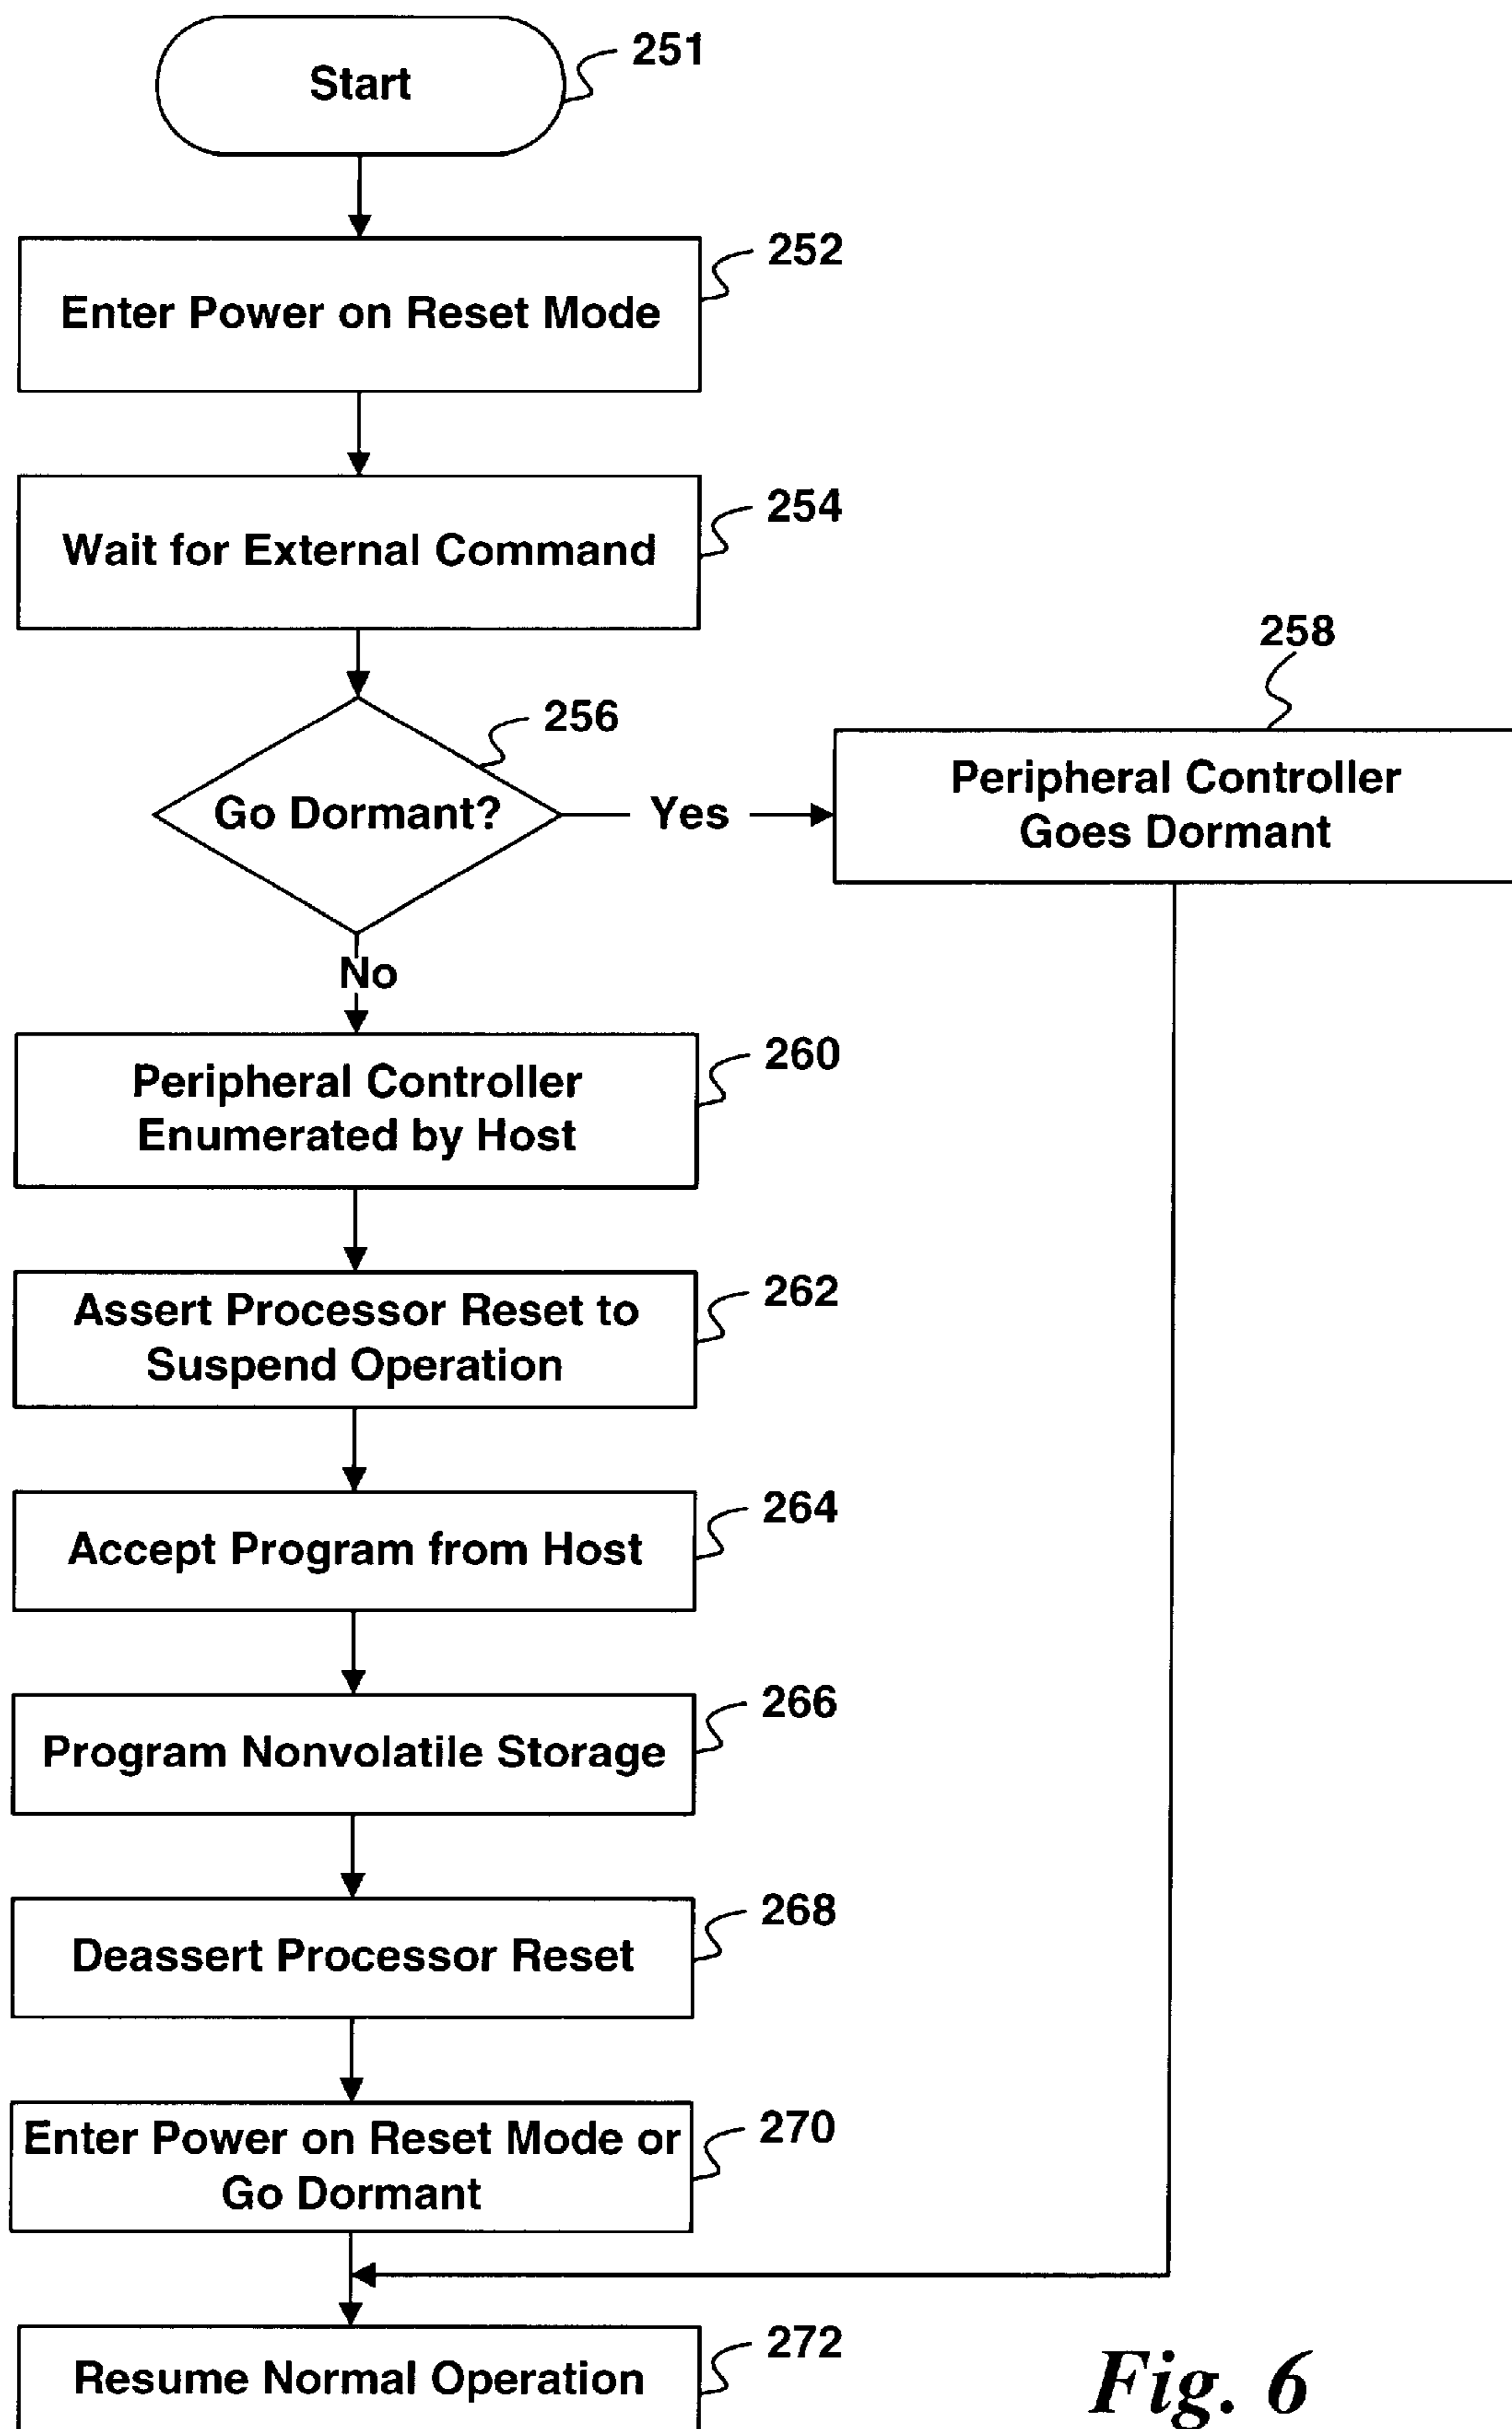 Start
251
Enter Power on Reset Mode
252
Wait for External Command
254
Go Dormant?
256
Yes
258
Peripheral Controller
Goes Dormant
No
Peripheral Controller
Enumerated by Host
260
Assert Processor Reset to
Suspend Operation
262
Accept Program from Host
264
Program Nonvolatile Storage
266
Deassert Processor Reset
268
Enter Power on Reset Mode or
Go Dormant
270
Resume Normal Operation
272
Fig. 6